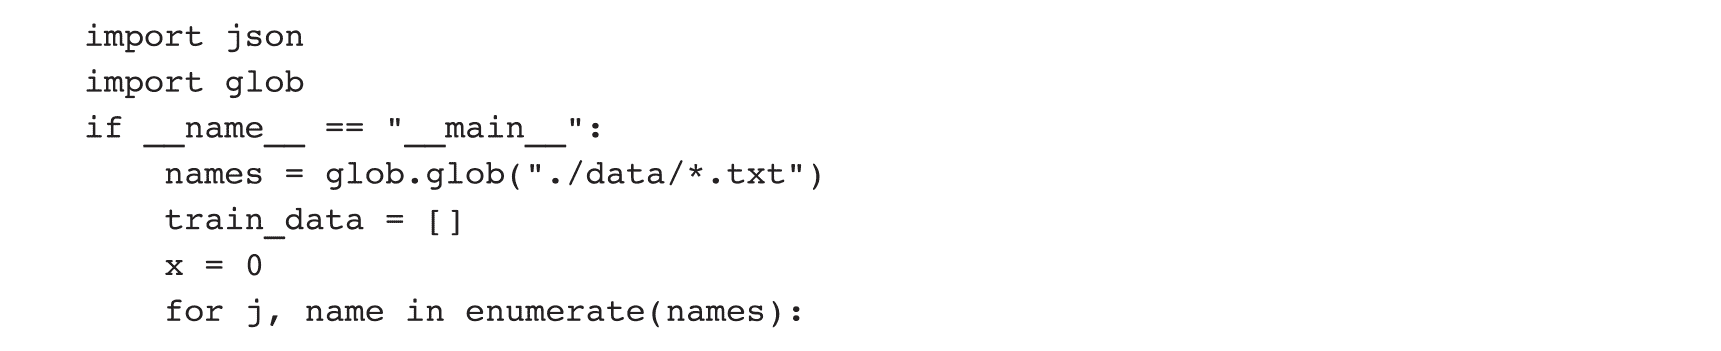 import json
import glob
if __name__ == "__main__":
    names = glob.glob("./data/*.txt")
    train_data = []
    x = 0
    for j, name in enumerate(names):